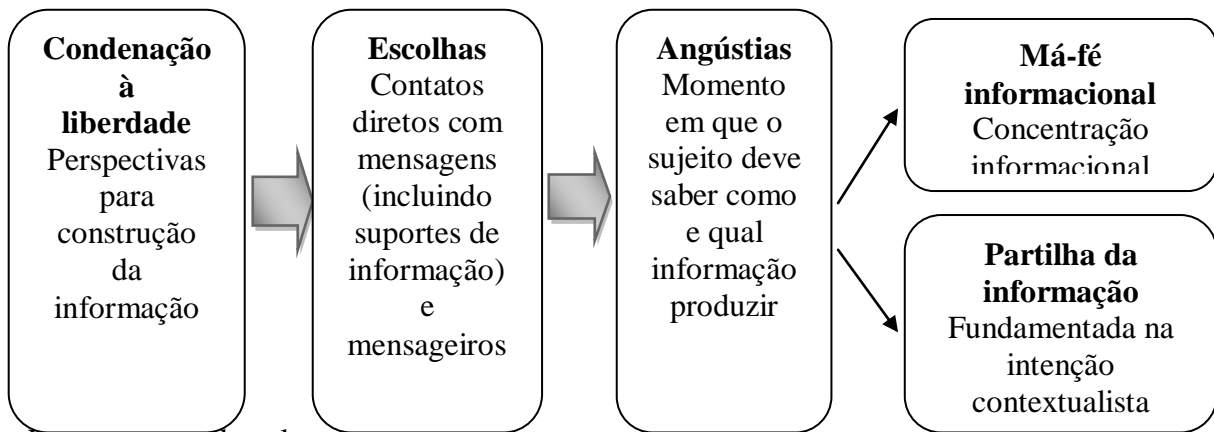 Condenação
à
liberdade
Perspectivas
para
construção
da
informação
Escolhas
Contatos
diretos com
mensagens
(incluindo
suportes de
informação)
e
mensageiros
Angústias
Momento
em que o
sujeito deve
saber como
e qual
informação
produzir
Má-fé
informacional
Concentração
informacional
Partilha da
informação
Fundamentada na
intenção
contextualista